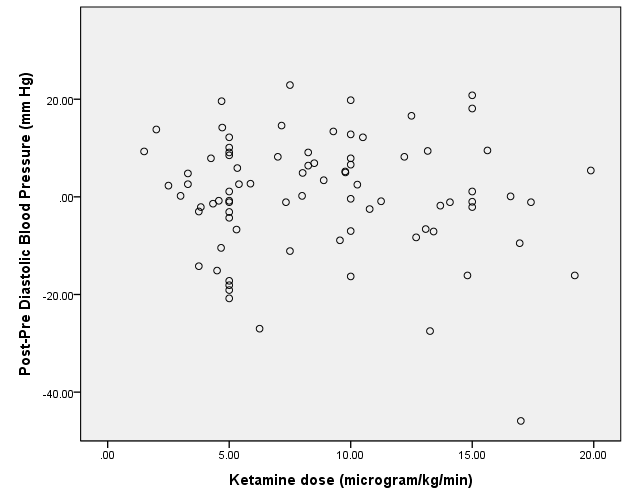 Post-Pre Diastolic Blood Pressure (mm Hg)
20.00
.00
-20.00
-40.00
.00 5.00 10.00 15.00 20.00
Ketamine dose (microgram/kg/min)